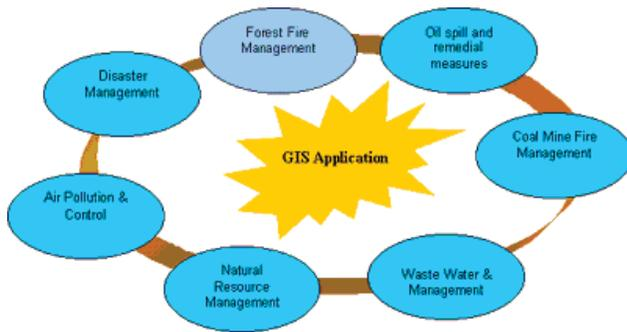 Forest Fire
Management
Oil spill and
remedial
measures
Disaster
Management
GIS Application
Coal Mine Fire
Management
Air Pollution &
Control
Natural
Resource
Management
Waste Water &
Management